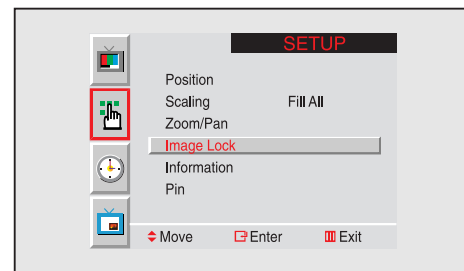 SETUP
Position
Scaling Fill All
Zoom/Pan
Image Lock
Information
Pin
Move Enter Exit